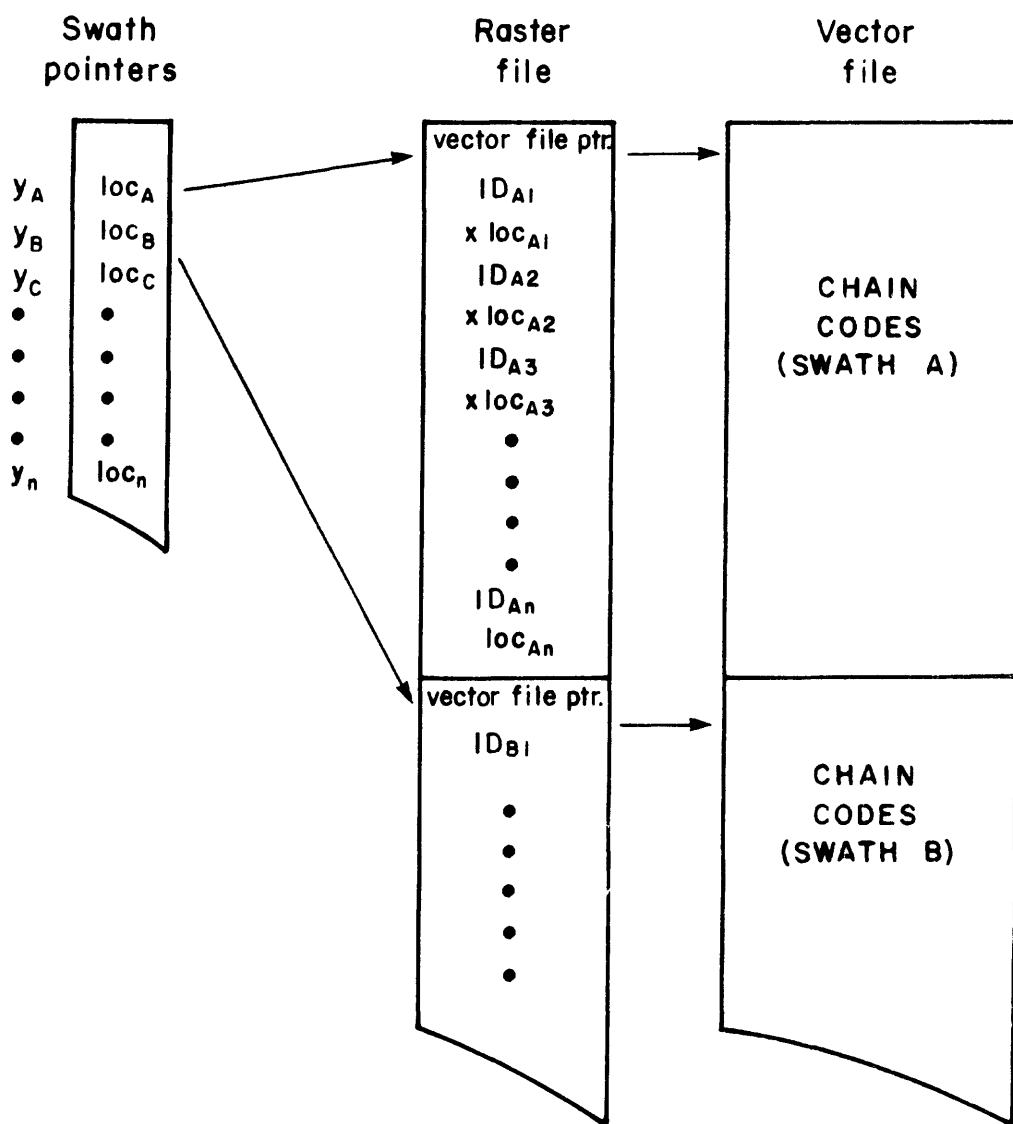 Swath
pointers
y_A loc_A
y_B loc_B
y_C loc_C
y_n loc_n
Raster
file
vector file ptr.
ID_A1
x loc_A1
ID_A2
x loc_A2
ID_A3
x loc_A3
ID_An
loc_An
vector file ptr.
ID_B1
Vector
file
CHAIN
CODES
(SWATH A)
CHAIN
CODES
(SWATH B)